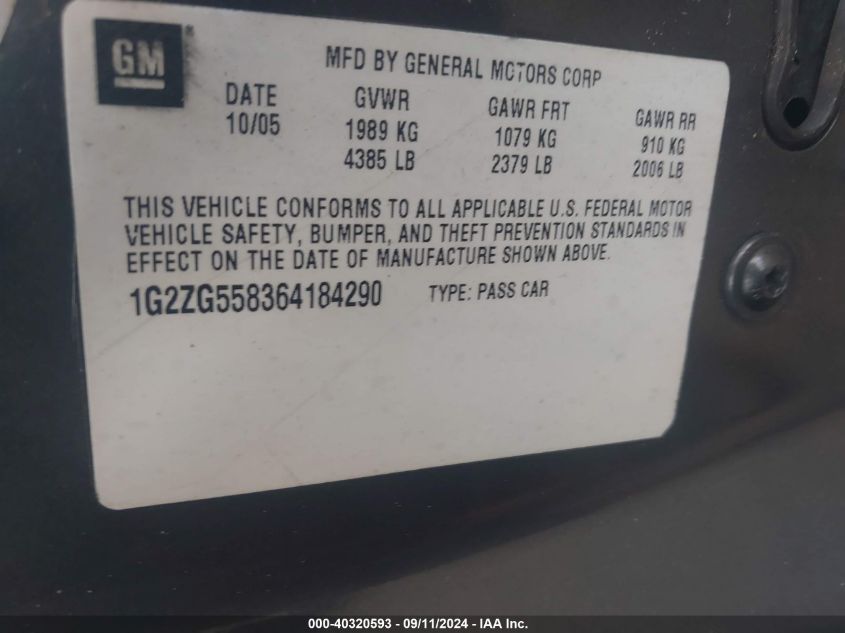 GM
MFD BY GENERAL MOTORS CORP
DATE GVWR GAWR FRT GAWR RR
10/05 1989 KG 1079 KG 910 KG
4385 LB 2379 LB 2006 LB
THIS VEHICLE CONFORMS TO ALL APPLICABLE U.S. FEDERAL MOTOR
VEHICLE SAFETY, BUMPER, AND THEFT PREVENTION STANDARDS IN
EFFECT ON THE DATE OF MANUFACTURE SHOWN ABOVE.
1G2ZG558364184290 TYPE: PASS CAR
000-40320593 - 09/11/2024 - IAA Inc.